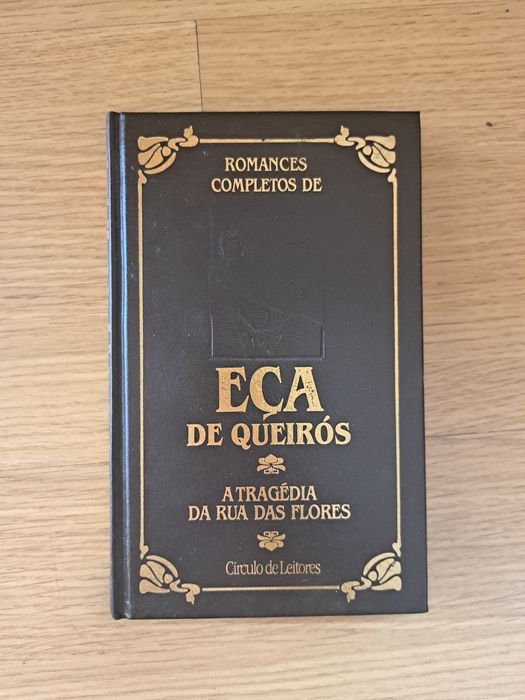 ROMANCES
COMPLETOS DE
EÇA
DE QUEIRÓS
A TRAGÉDIA
DA RUA DAS FLORES
Círculo de Leitores